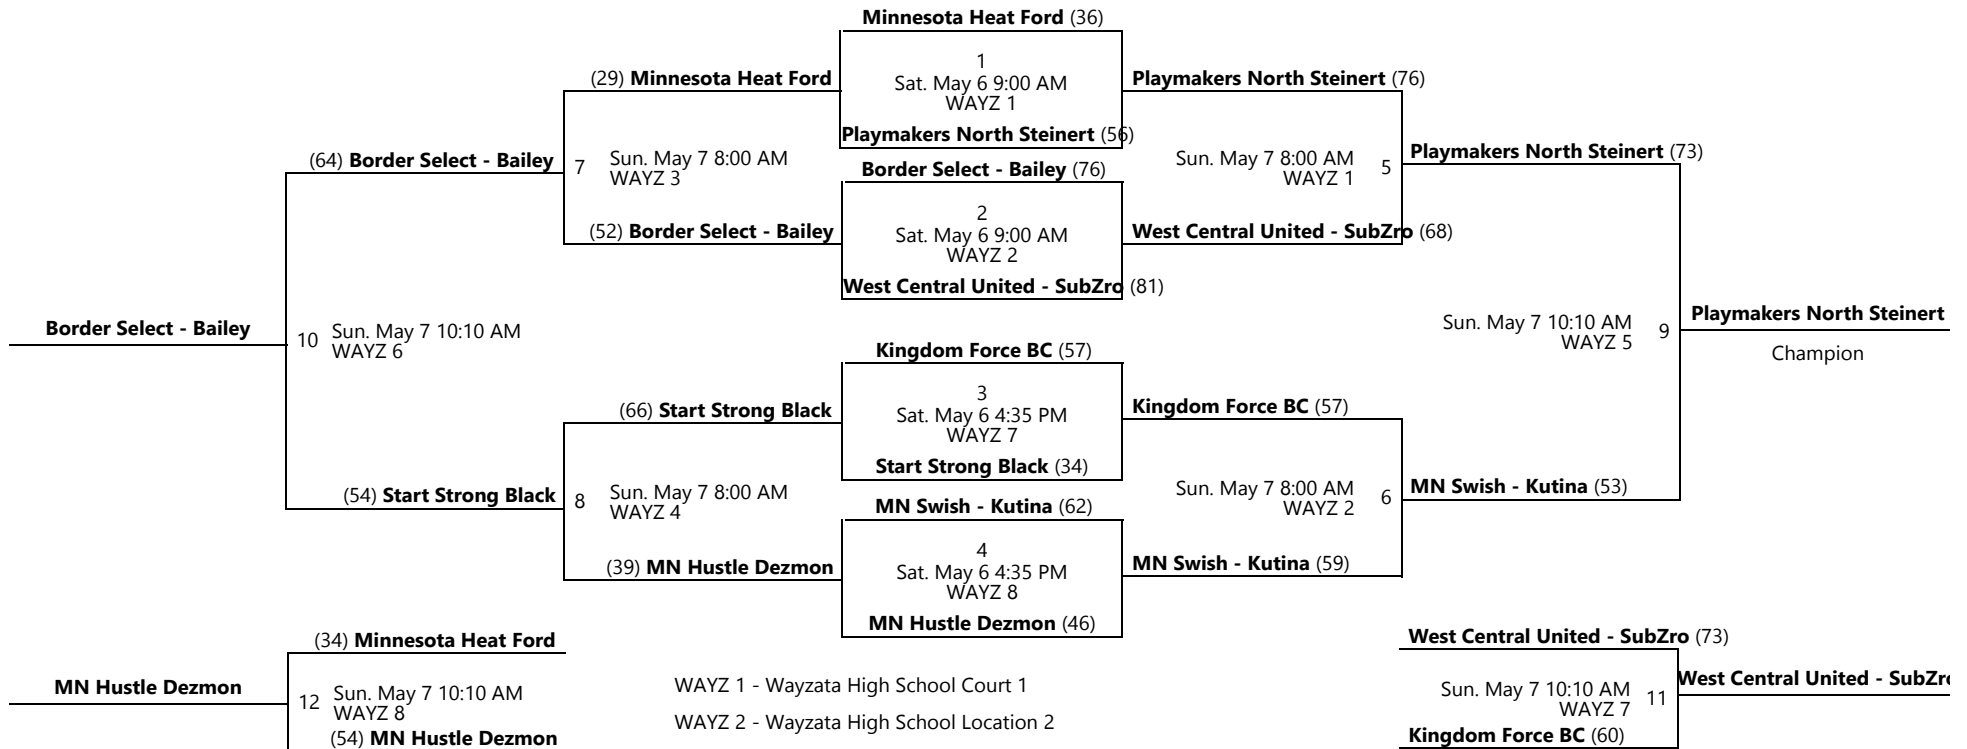 Minnesota Heat Ford (36)
1
Sat. May 6 9:00 AM
WAYZ 1
Playmakers North Steinert (56)
(29) Minnesota Heat Ford
Playmakers North Steinert (76)
(64) Border Select - Bailey
7
Sun. May 7 8:00 AM
WAYZ 3
Border Select - Bailey (76)
Sun. May 7 8:00 AM
WAYZ 1
5
Playmakers North Steinert (73)
(52) Border Select - Bailey
2
Sat. May 6 9:00 AM
WAYZ 2
West Central United - SubZro (81)
West Central United - SubZro (68)
Border Select - Bailey
10
Sun. May 7 10:10 AM
WAYZ 6
Sun. May 7 10:10 AM
WAYZ 5
9
Playmakers North Steinert
Champion
Kingdom Force BC (57)
3
Sat. May 6 4:35 PM
WAYZ 7
Start Strong Black (34)
(66) Start Strong Black
Kingdom Force BC (57)
(54) Start Strong Black
8
Sun. May 7 8:00 AM
WAYZ 4
MN Swish - Kutina (62)
Sun. May 7 8:00 AM
WAYZ 2
6
MN Swish - Kutina (53)
(39) MN Hustle Dezmon
4
Sat. May 6 4:35 PM
WAYZ 8
MN Hustle Dezmon (46)
MN Swish - Kutina (59)
(34) Minnesota Heat Ford
MN Hustle Dezmon
12
Sun. May 7 10:10 AM
WAYZ 8
(54) MN Hustle Dezmon
WAYZ 1 - Wayzata High School Court 1
WAYZ 2 - Wayzata High School Location 2
West Central United - SubZro (73)
Sun. May 7 10:10 AM
WAYZ 7
11
West Central United - SubZr
Kingdom Force BC (60)